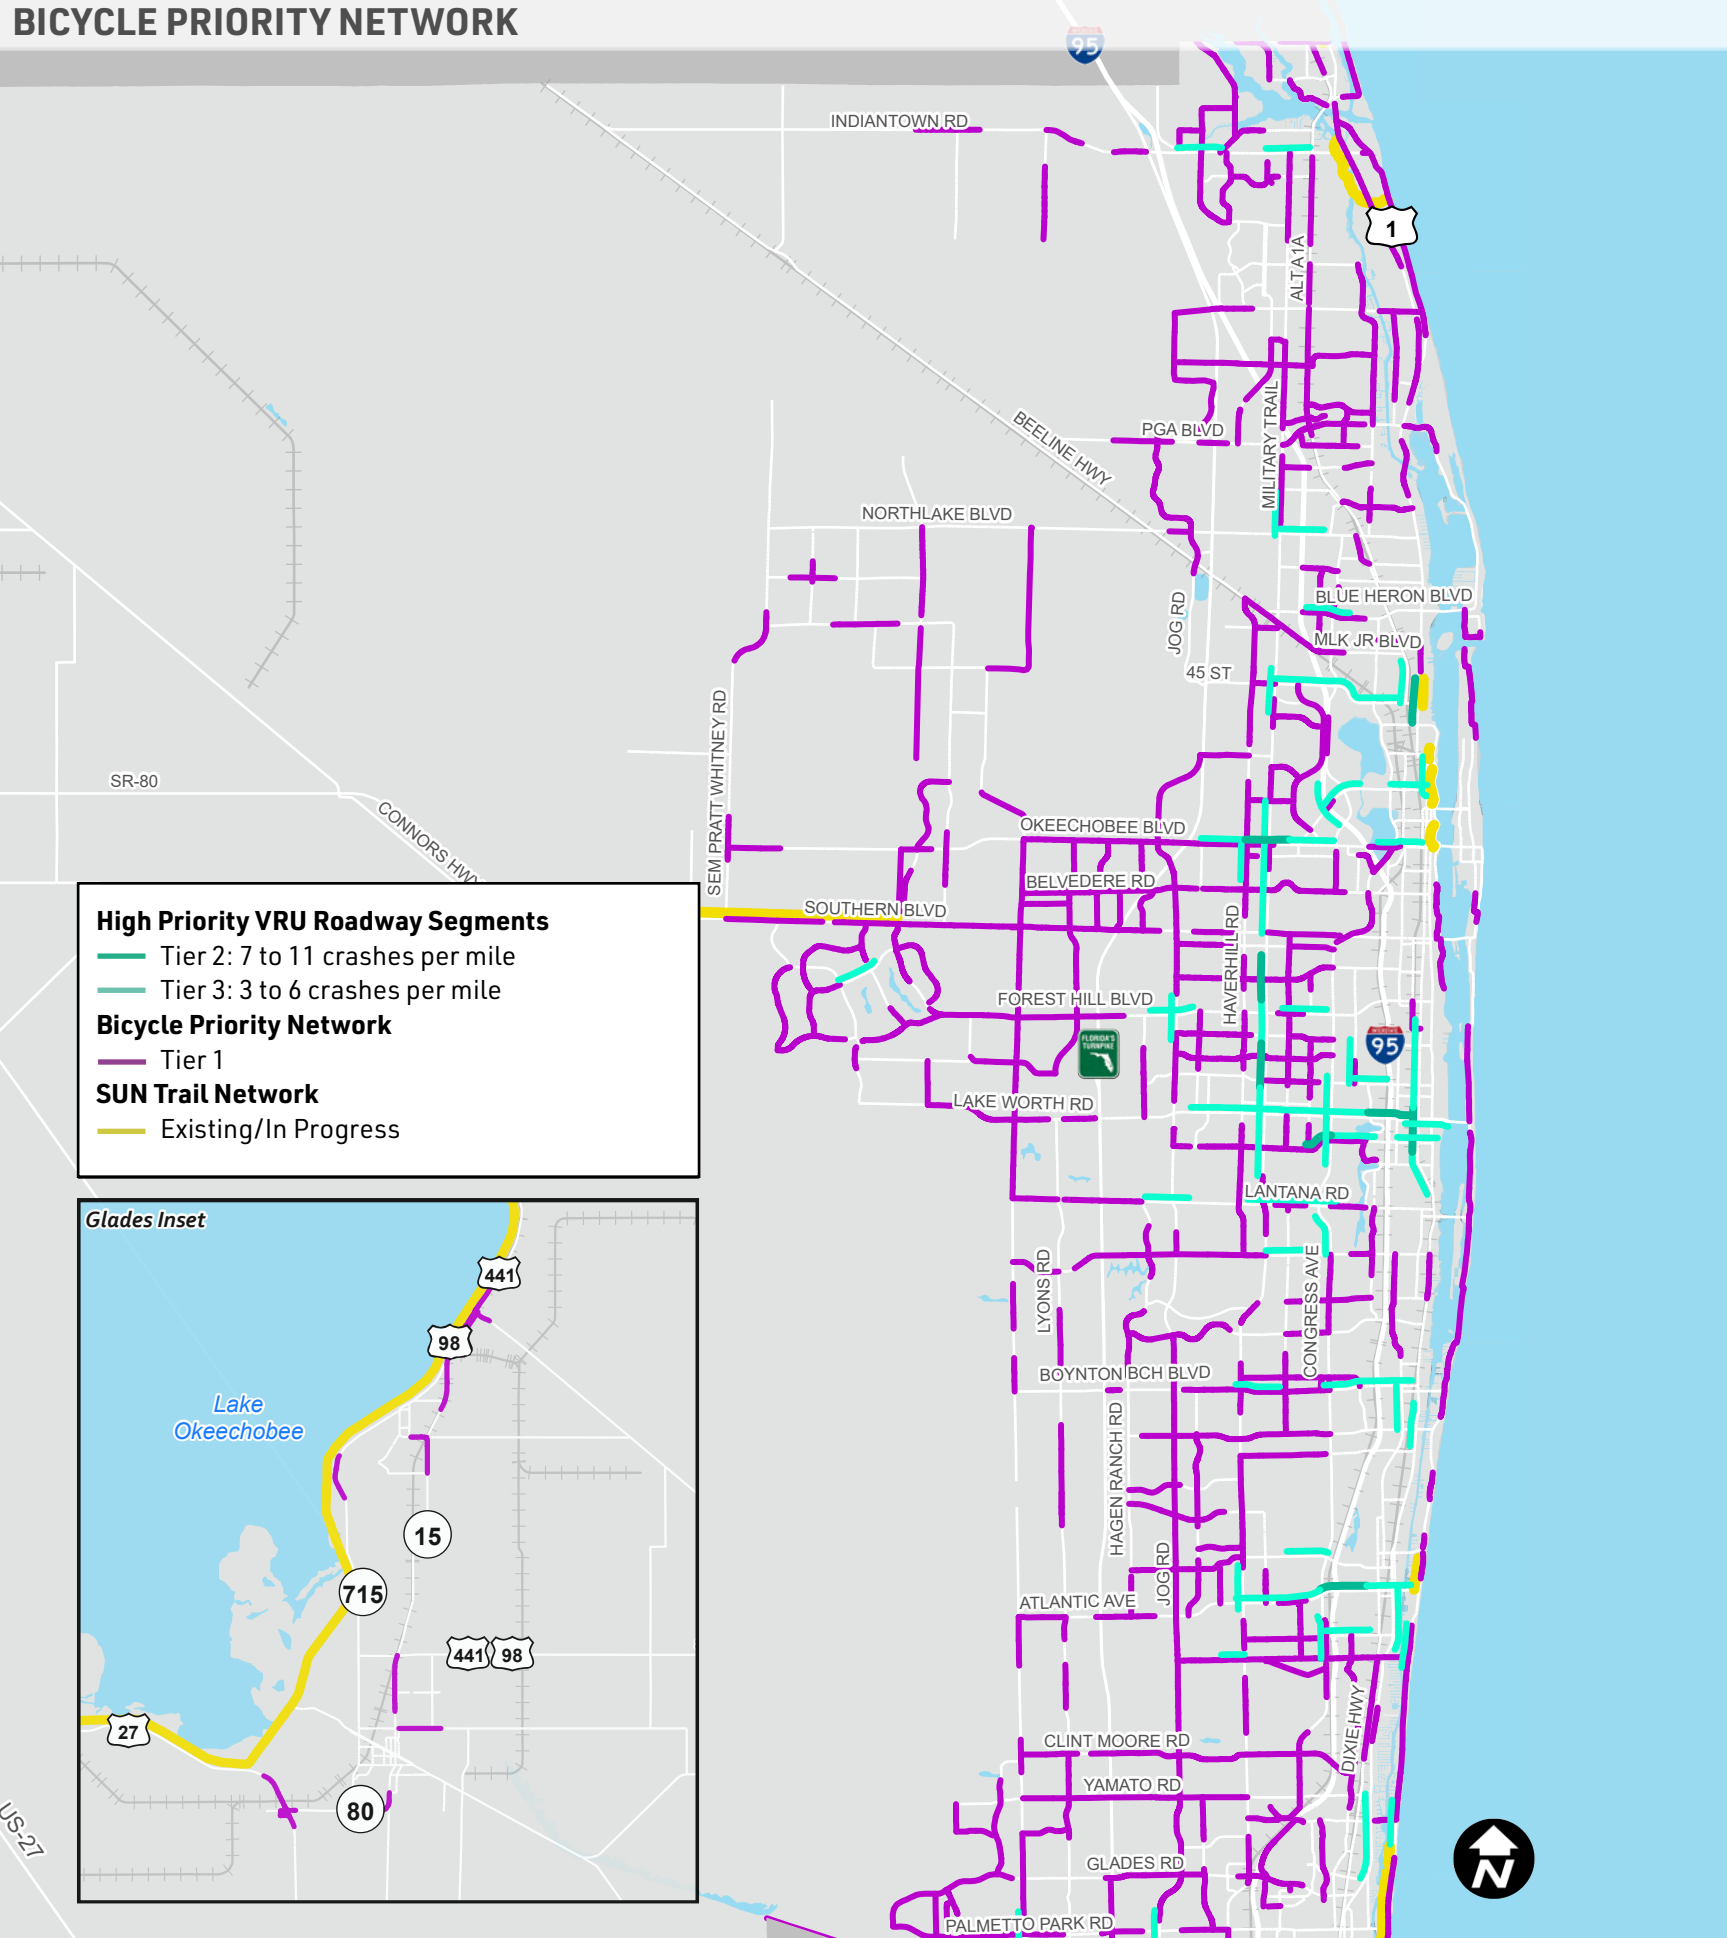 BICYCLE PRIORITY NETWORK
95
INDIANTOWN RD
1
ALT A1A
BEELINE HWY
PGA BLVD
MILITARY TRAIL
NORTHLAKE BLVD
BLUE HERON BLVD
JOG RD
MLK JR BLVD
45 ST
SEM PRATT WHITNEY RD
SR-80
CONNORS HWY
OKEECHOBEE BLVD
BELVEDERE RD
SOUTHERN BLVD
HAVERHILL RD
High Priority VRU Roadway Segments
Tier 2: 7 to 11 crashes per mile
Tier 3: 3 to 6 crashes per mile
Bicycle Priority Network
Tier 1
SUN Trail Network
Existing/In Progress
FOREST HILL BLVD
FLORIDA'S
TURNPIKE
INTERSTATE
95
LAKE WORTH RD
LANTANA RD
LYONS RD
CONGRESS AVE
BOYNTON BCH BLVD
HAGEN RANCH RD
JOG RD
ATLANTIC AVE
DIXIE HWY
CLINT MOORE RD
YAMATO RD
GLADES RD
PALMETTO PARK RD
N
Glades Inset
441
98
Lake
Okeechobee
15
715
441
98
27
80
US-27